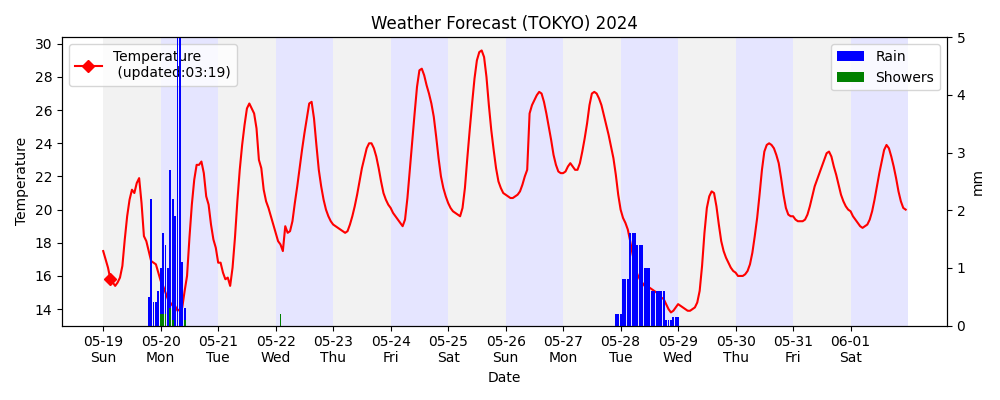 Weather Forecast (TOKYO) 2024
Temperature
(updated:03:19)
Rain
Showers
30
28
26
24
22
20
18
16
14
Temperature
5
4
3
2
1
0
mm
05-19 05-20 05-21 05-22 05-23 05-24 05-25 05-26 05-27 05-28 05-29 05-30 05-31 06-01
Sun Mon Tue Wed Thu Fri Sat Sun Mon Tue Wed Thu Fri Sat
Date